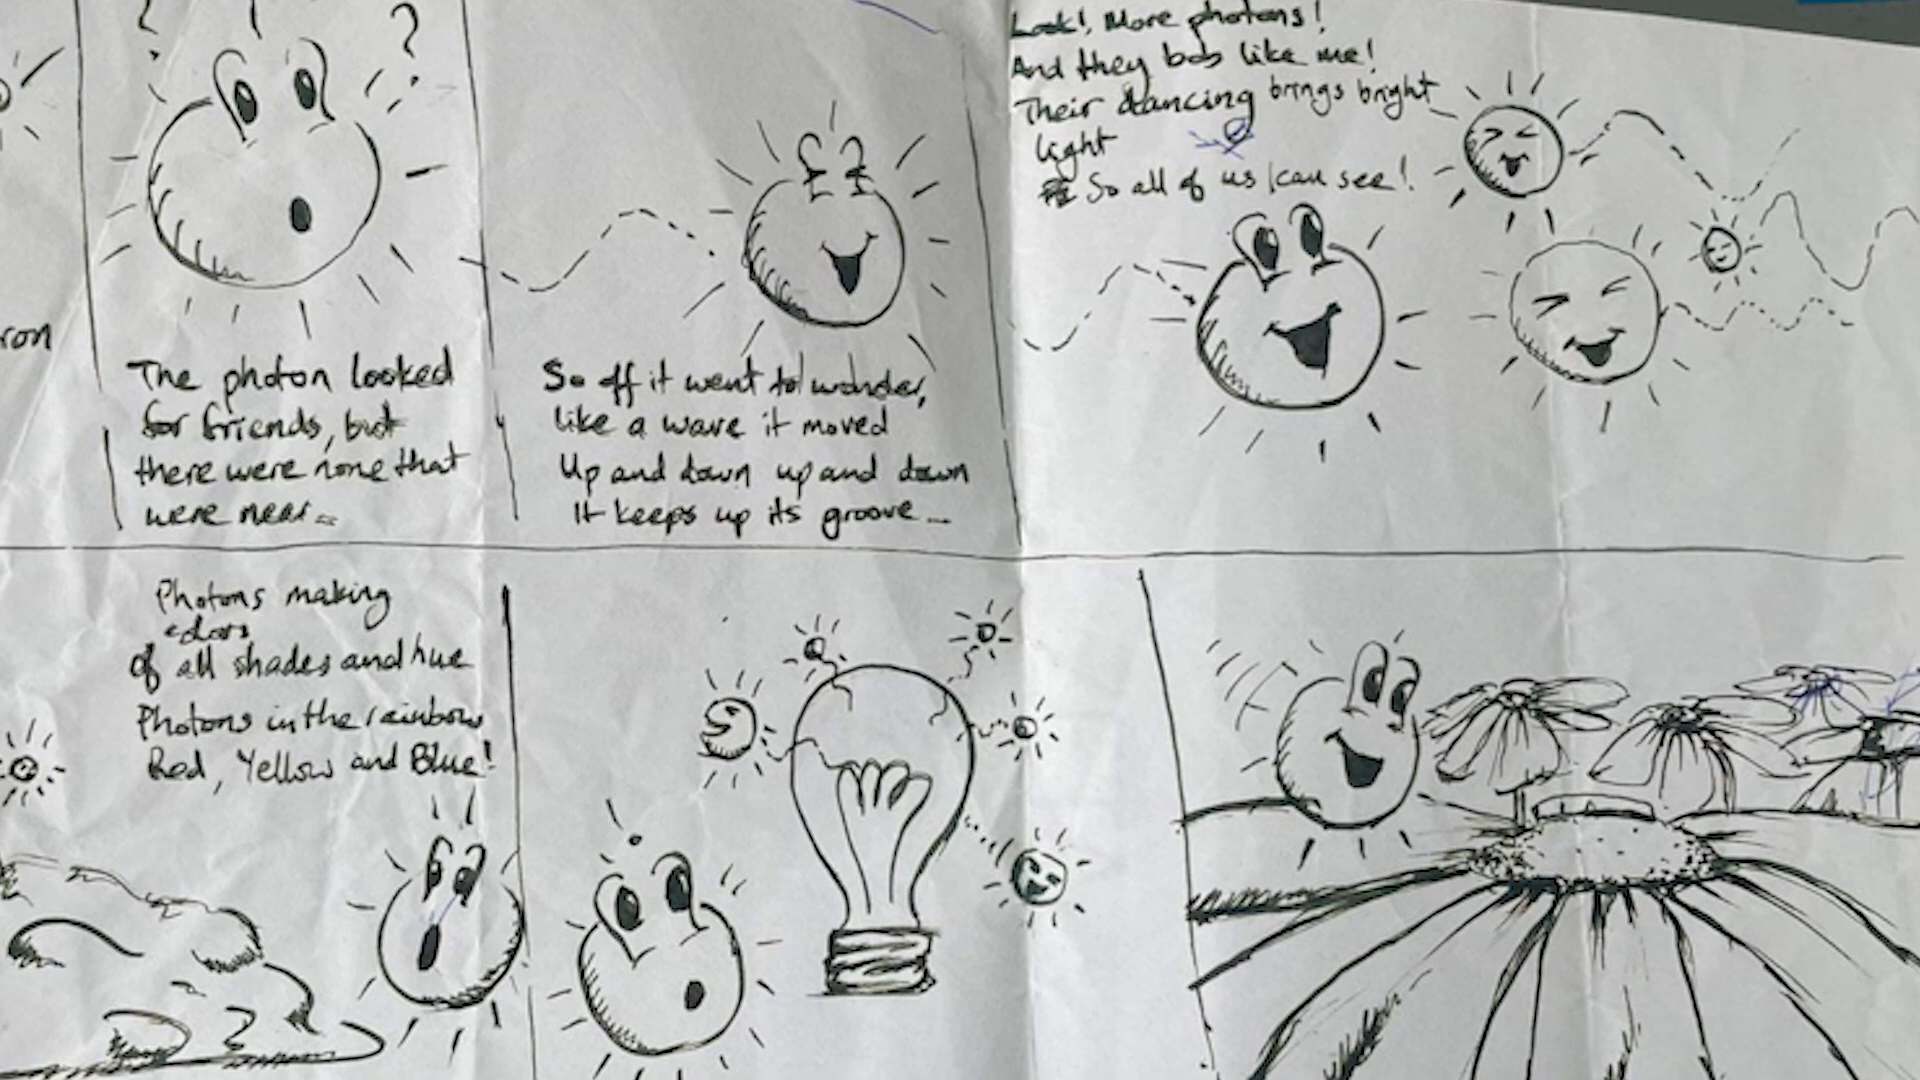 ron
The photon looked
for friends, but
there were none that
were near..
So off it went to wander,
like a wave it moved
Up and down up and down
It keeps up its groove...
Look! More photons!
And they bob like me!
Their dancing brings bright
light
So all of us can see!
Photons making
colors
of all shades and hue
Photons in the rainbow
Red, Yellow and Blue!